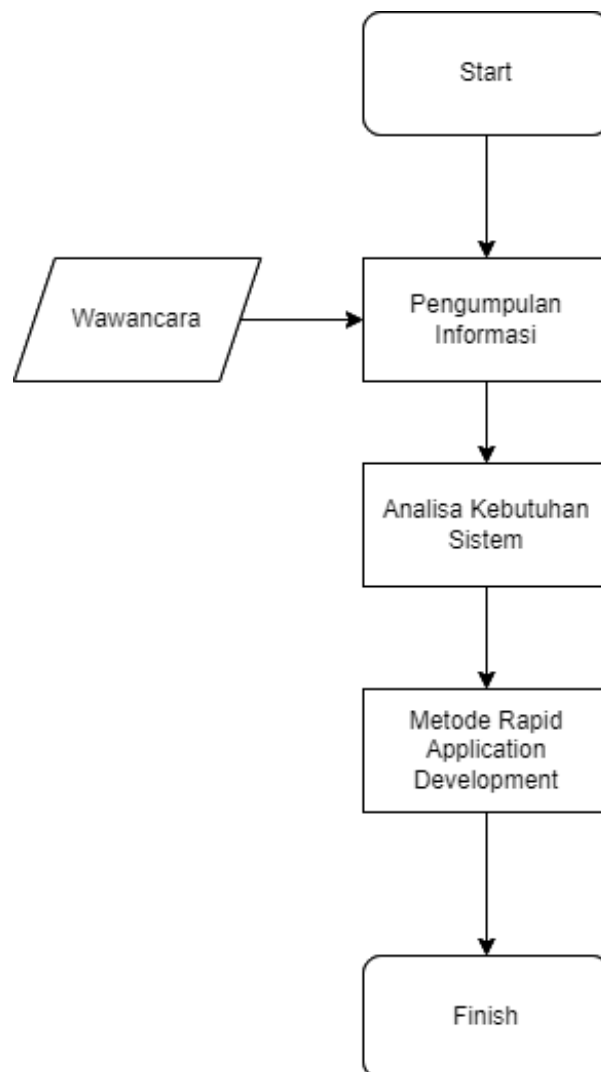 Start
Wawancara
Pengumpulan
Informasi
Analisa Kebutuhan
Sistem
Metode Rapid
Application
Development
Finish